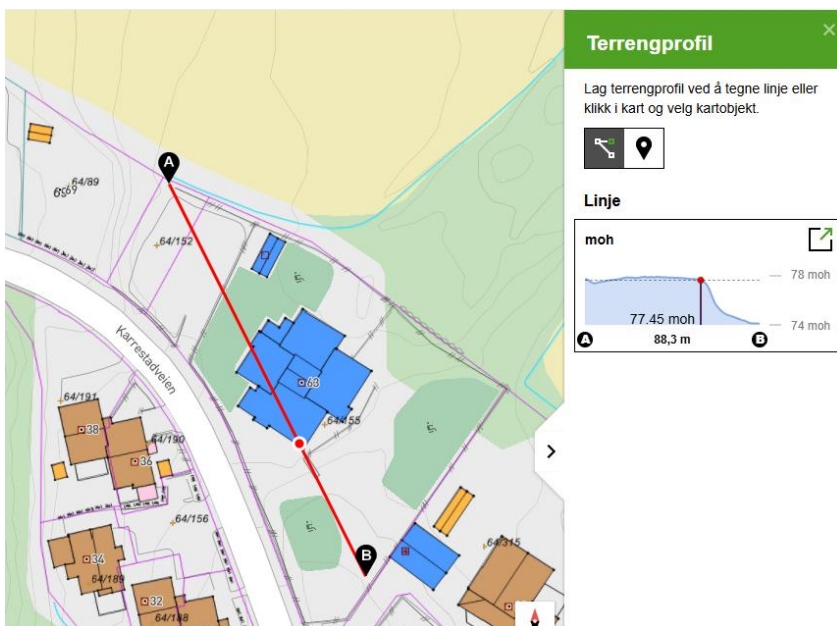 Terrengprofil
Lag terrengprofil ved å tegne linje eller
klikk i kart og velg kartobjekt.
Linje
moh
78 moh
77.45 moh
74 moh
A
88,3 m
B
A
64/89
64/152
Karrestadveien
63
64/155
64/191
38
64/190
36
64/156
64/315
34
64/189
32
64/188
B